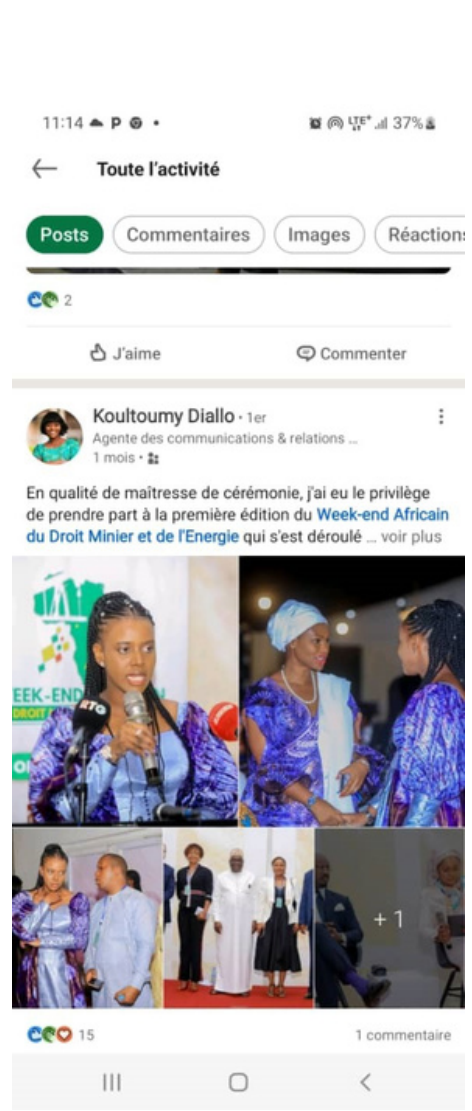 11:14
LTE+
37%
Toute l'activité
Posts
Commentaires
Images
Réactions
2
J'aime
Commenter
Koultoumy Diallo • 1er
Agente des communications & relations ...
1 mois •
En qualité de maîtresse de cérémonie, j'ai eu le privilège
de prendre part à la première édition du Week-end Africain
du Droit Minier et de l'Energie qui s'est déroulé ... voir plus
EEK-END
DROIT
RTG
+ 1
15
1 commentaire